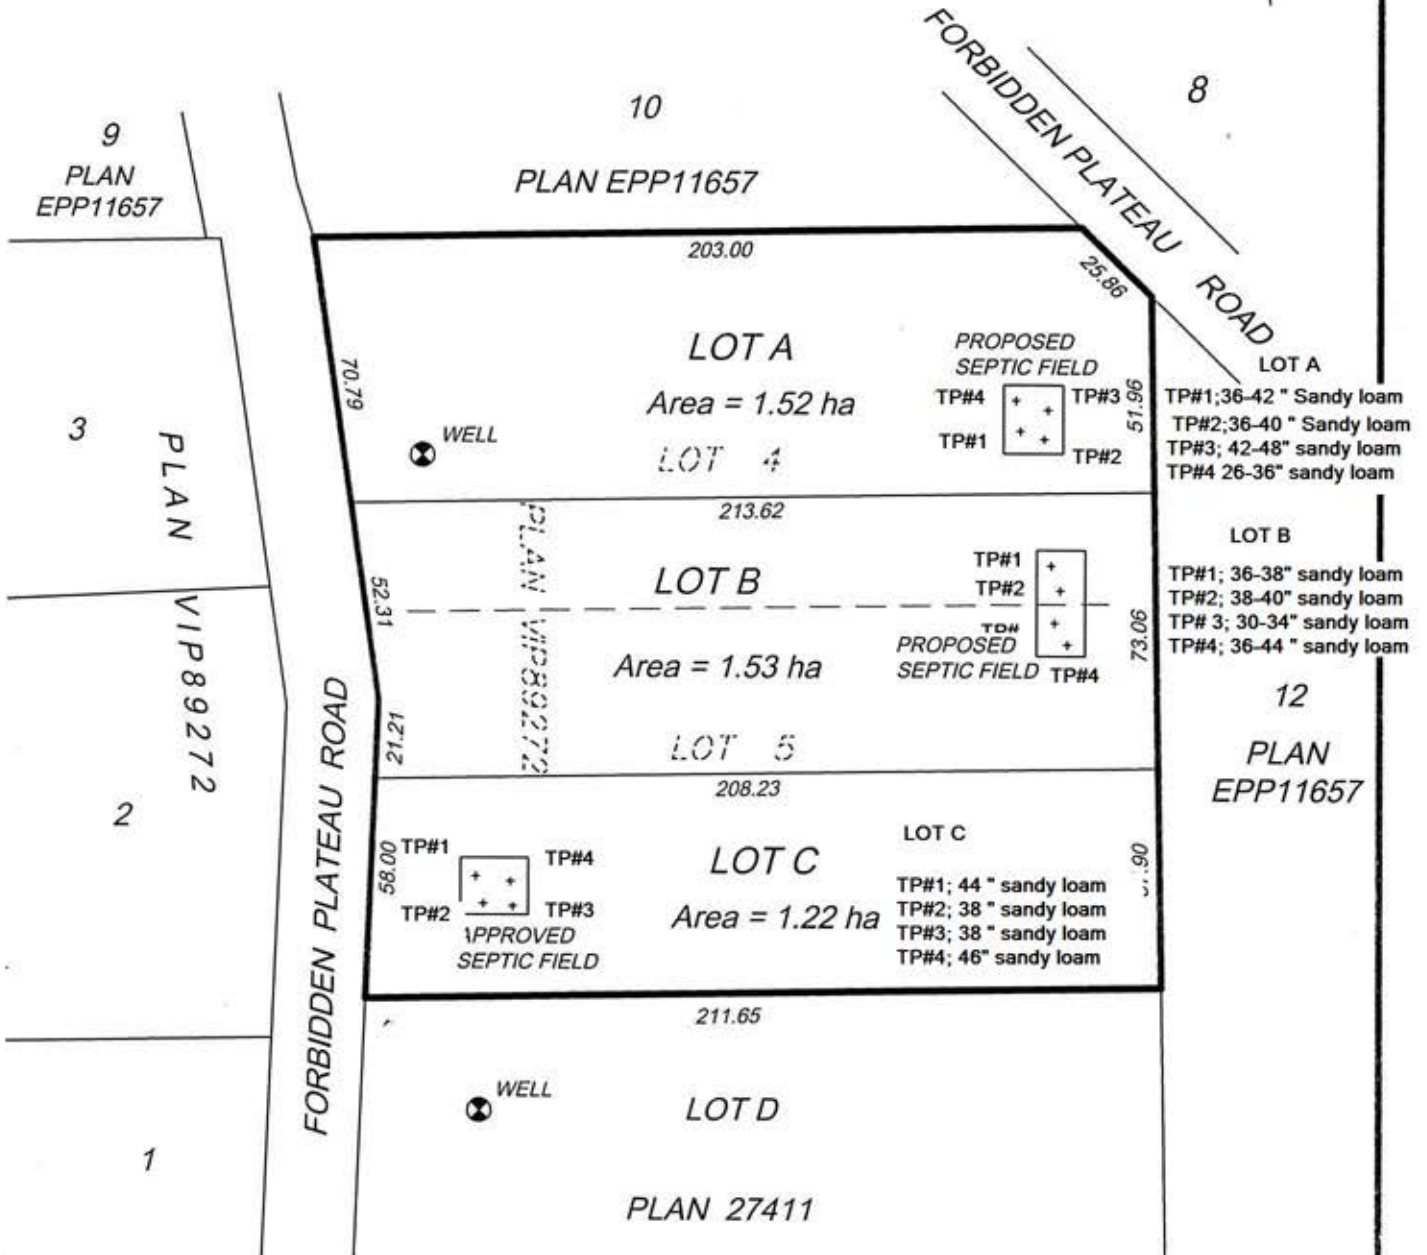 FORBIDDEN PLATEAU ROAD
8
10
9
PLAN
EPP11657
PLAN EPP11657
203.00
25.86
LOT A
Area = 1.52 ha
LOT 4
70.79
WELL
PROPOSED
SEPTIC FIELD
TP#4
TP#3
TP#1
TP#2
51.96
LOT A
TP#1;36-42 " Sandy loam
TP#2;36-40 " Sandy loam
TP#3; 42-48" sandy loam
TP#4 26-36" sandy loam
3
PLAN VIP89272
213.62
PLAN VIP89272
LOT B
52.31
Area = 1.53 ha
TP#1
TP#2
PROPOSED
SEPTIC FIELD
TP#4
73.06
LOT B
TP#1; 36-38" sandy loam
TP#2; 38-40" sandy loam
TP# 3; 30-34" sandy loam
TP#4; 36-44 " sandy loam
12
PLAN
EPP11657
21.21
LOT 5
208.23
2
FORBIDDEN PLATEAU ROAD
58.00
TP#1
TP#4
TP#2
TP#3
SEPTIC FIELD
LOT C
Area = 1.22 ha
LOT C
TP#1; 44 " sandy loam
TP#2; 38 " sandy loam
TP#3; 38 " sandy loam
TP#4; 46" sandy loam
211.65
WELL
LOT D
1
PLAN 27411